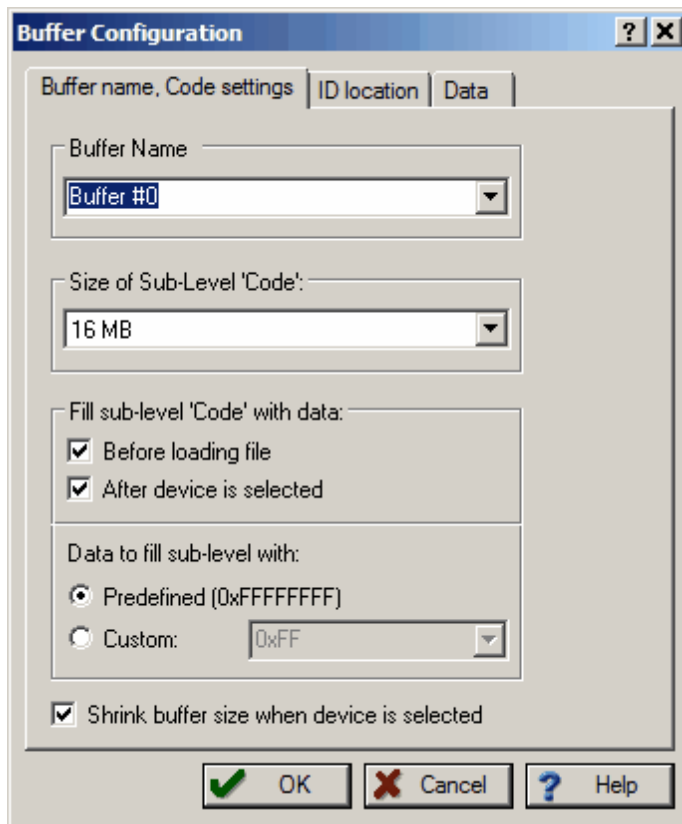 Buffer Configuration
Buffer name, Code settings ID location Data
Buffer Name
Buffer #0
Size of Sub-Level 'Code':
16 MB
Fill sub-level 'Code' with data:
Before loading file
After device is selected
Data to fill sub-level with:
Predefined (0xFFFFFFFF)
Custom: 0xFF
Shrink buffer size when device is selected
OK Cancel Help